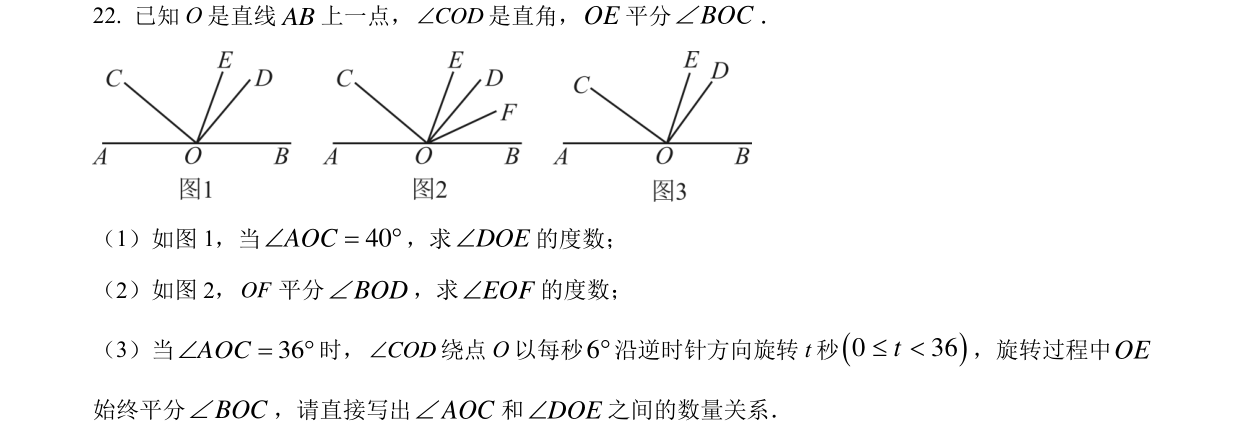 22. 已知 O 是直线 AB 上一点，∠COD 是直角，OE 平分∠BOC．
C E D A O B
C E D F A O B
C E D A O B
图1 图2 图3
（1）如图 1，当∠AOC = 40°，求∠DOE 的度数；
（2）如图 2，OF 平分∠BOD，求∠EOF 的度数；
（3）当∠AOC = 36° 时，∠COD 绕点 O 以每秒 6° 沿逆时针方向旋转 t 秒(0 ≤ t < 36)，旋转过程中OE
始终平分∠BOC，请直接写出∠AOC 和∠DOE 之间的数量关系．